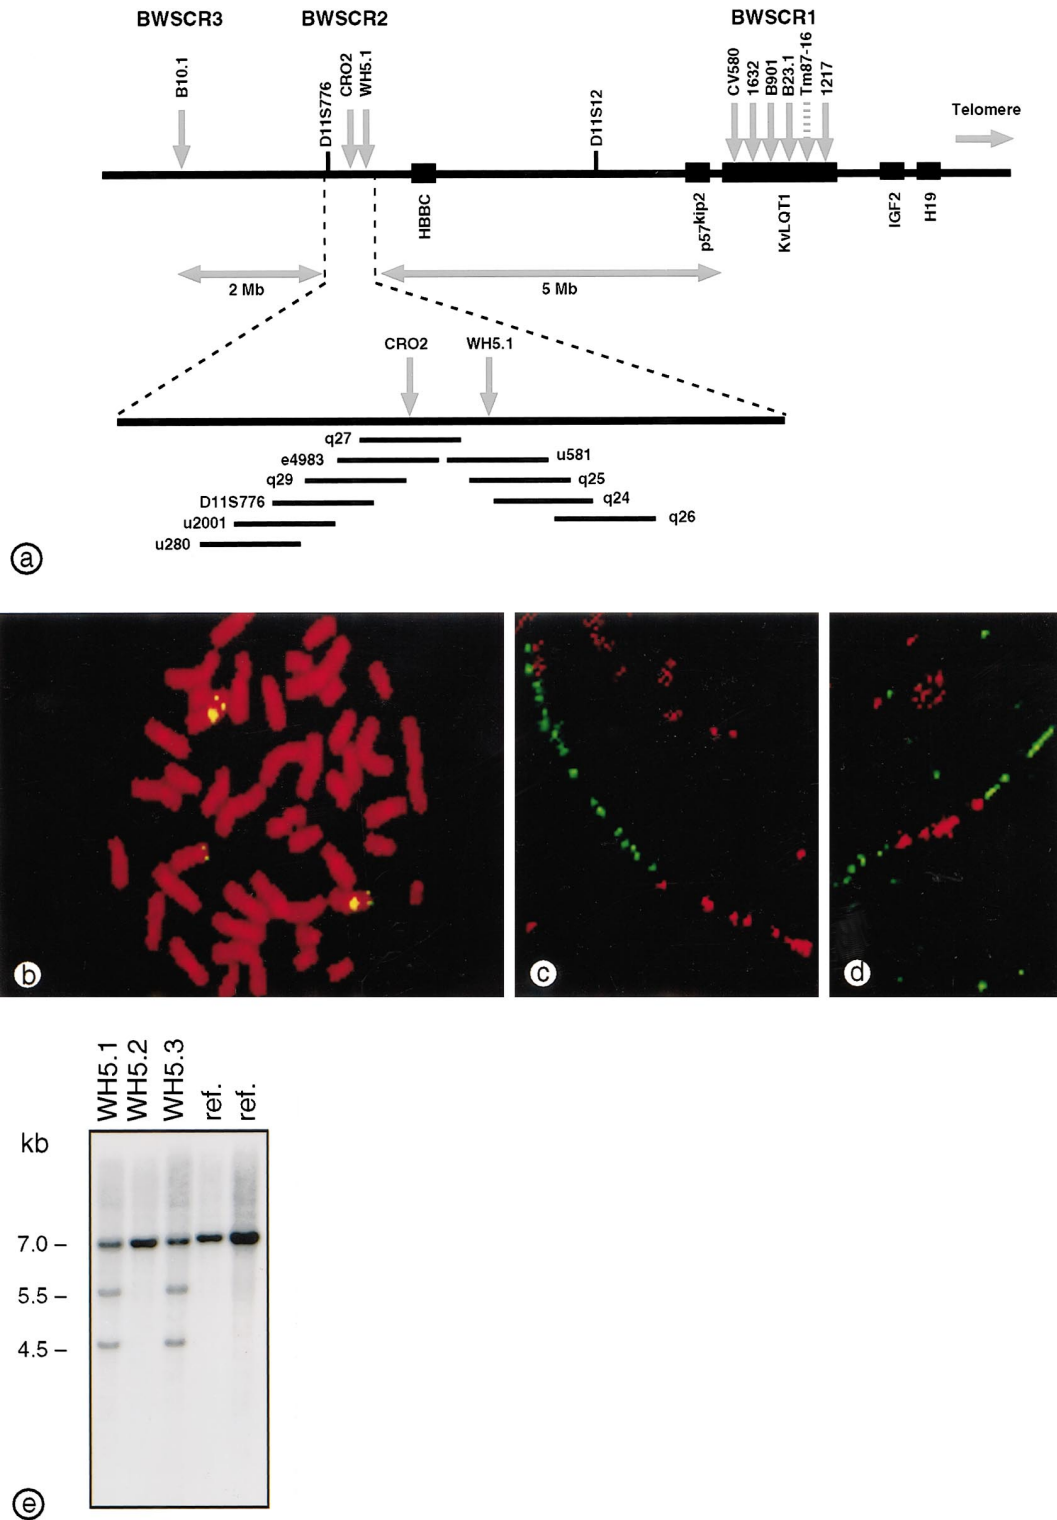 BWSCR3 BWSCR2 BWSCR1
B10.1
D11S776
CRO2
WH5.1
D11S12
CV580
1632
B901
B23.1
Tm87-16
1217
Telomere
HBBC
p57kip2
KvLQT1
IGF2
H19
2 Mb
5 Mb
CRO2 WH5.1
q27
e4983 u581
q29 q25
D11S776 q24
u2001 q26
u280
a
b
c
d
WH5.1
WH5.2
WH5.3
ref.
ref.
kb
7.0 –
5.5 –
4.5 –
e